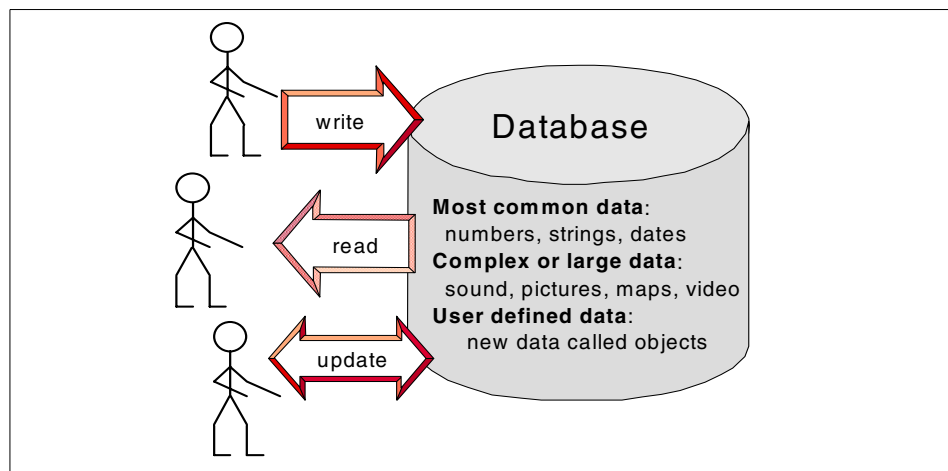 Database
write
Most common data:
numbers, strings, dates
read
Complex or large data:
sound, pictures, maps, video
User defined data:
new data called objects
update